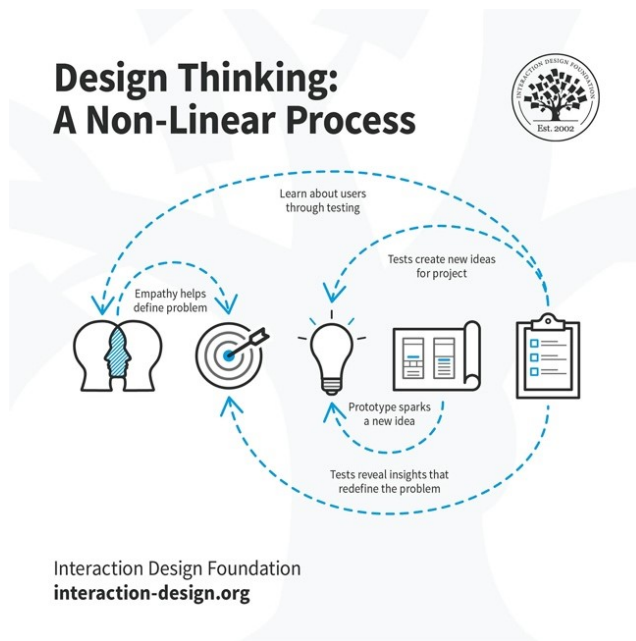 Design Thinking:
A Non-Linear Process
INTERACTION DESIGN FOUNDATION
Est. 2002
Learn about users
through testing
Tests create new ideas
for project
Empathy helps
define problem
Prototype sparks
a new idea
Tests reveal insights that
redefine the problem
Interaction Design Foundation
interaction-design.org